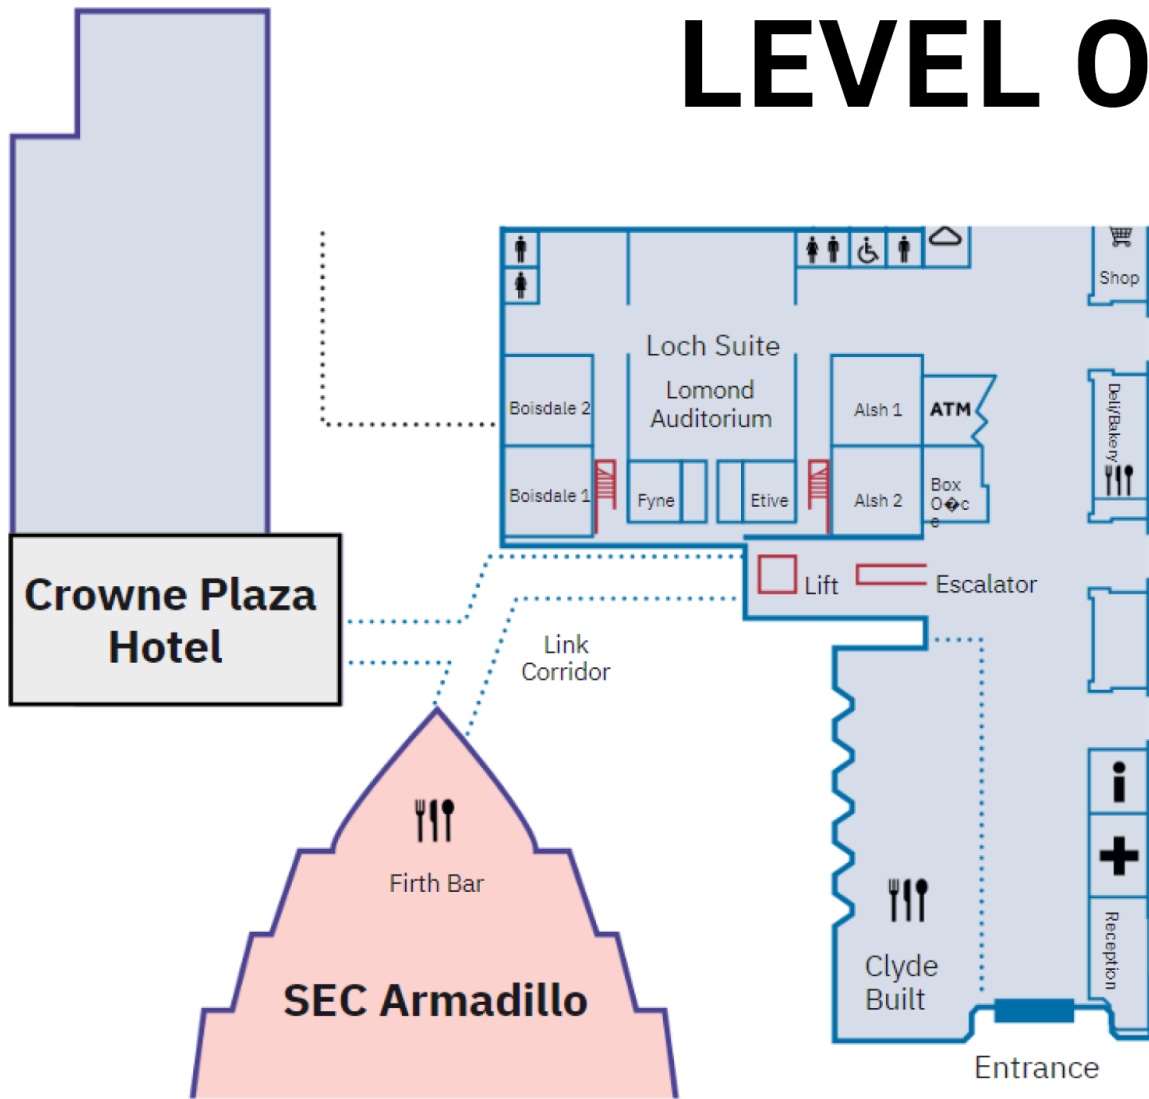 LEVEL 0
Shop
Loch Suite
Lomond
Auditorium
Boisdale 2
Alsh 1
ATM
Deli/Bakery
Boisdale 1
Fyne
Etive
Alsh 2
Box
O�c
e
Crowne Plaza
Hotel
Lift
Escalator
Link
Corridor
Firth Bar
Reception
Clyde
Built
SEC Armadillo
Entrance